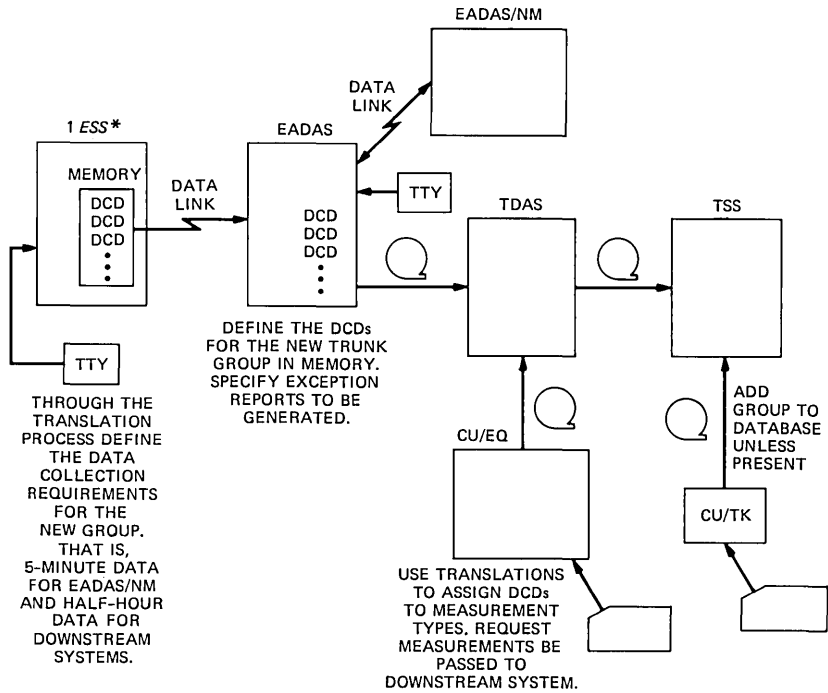 EADAS/NM
DATA
LINK
1 ESS*
EADAS
MEMORY
DCD
DCD
DCD
DATA
LINK
TTY
DCD
DCD
DCD
TDAS
TSS
TTY
DEFINE THE DCDs
FOR THE NEW TRUNK
GROUP IN MEMORY.
SPECIFY EXCEPTION
REPORTS TO BE
GENERATED.
THROUGH THE
TRANSLATION
PROCESS DEFINE
THE DATA
COLLECTION
REQUIREMENTS
FOR THE
NEW GROUP.
THAT IS,
5-MINUTE DATA
FOR EADAS/NM
AND HALF-HOUR
DATA FOR
DOWNSTREAM
SYSTEMS.
CU/EQ
ADD
GROUP TO
DATABASE
UNLESS
PRESENT
CU/TK
USE TRANSLATIONS
TO ASSIGN DCDs
TO MEASUREMENT
TYPES, REQUEST
MEASUREMENTS BE
PASSED TO
DOWNSTREAM SYSTEM.